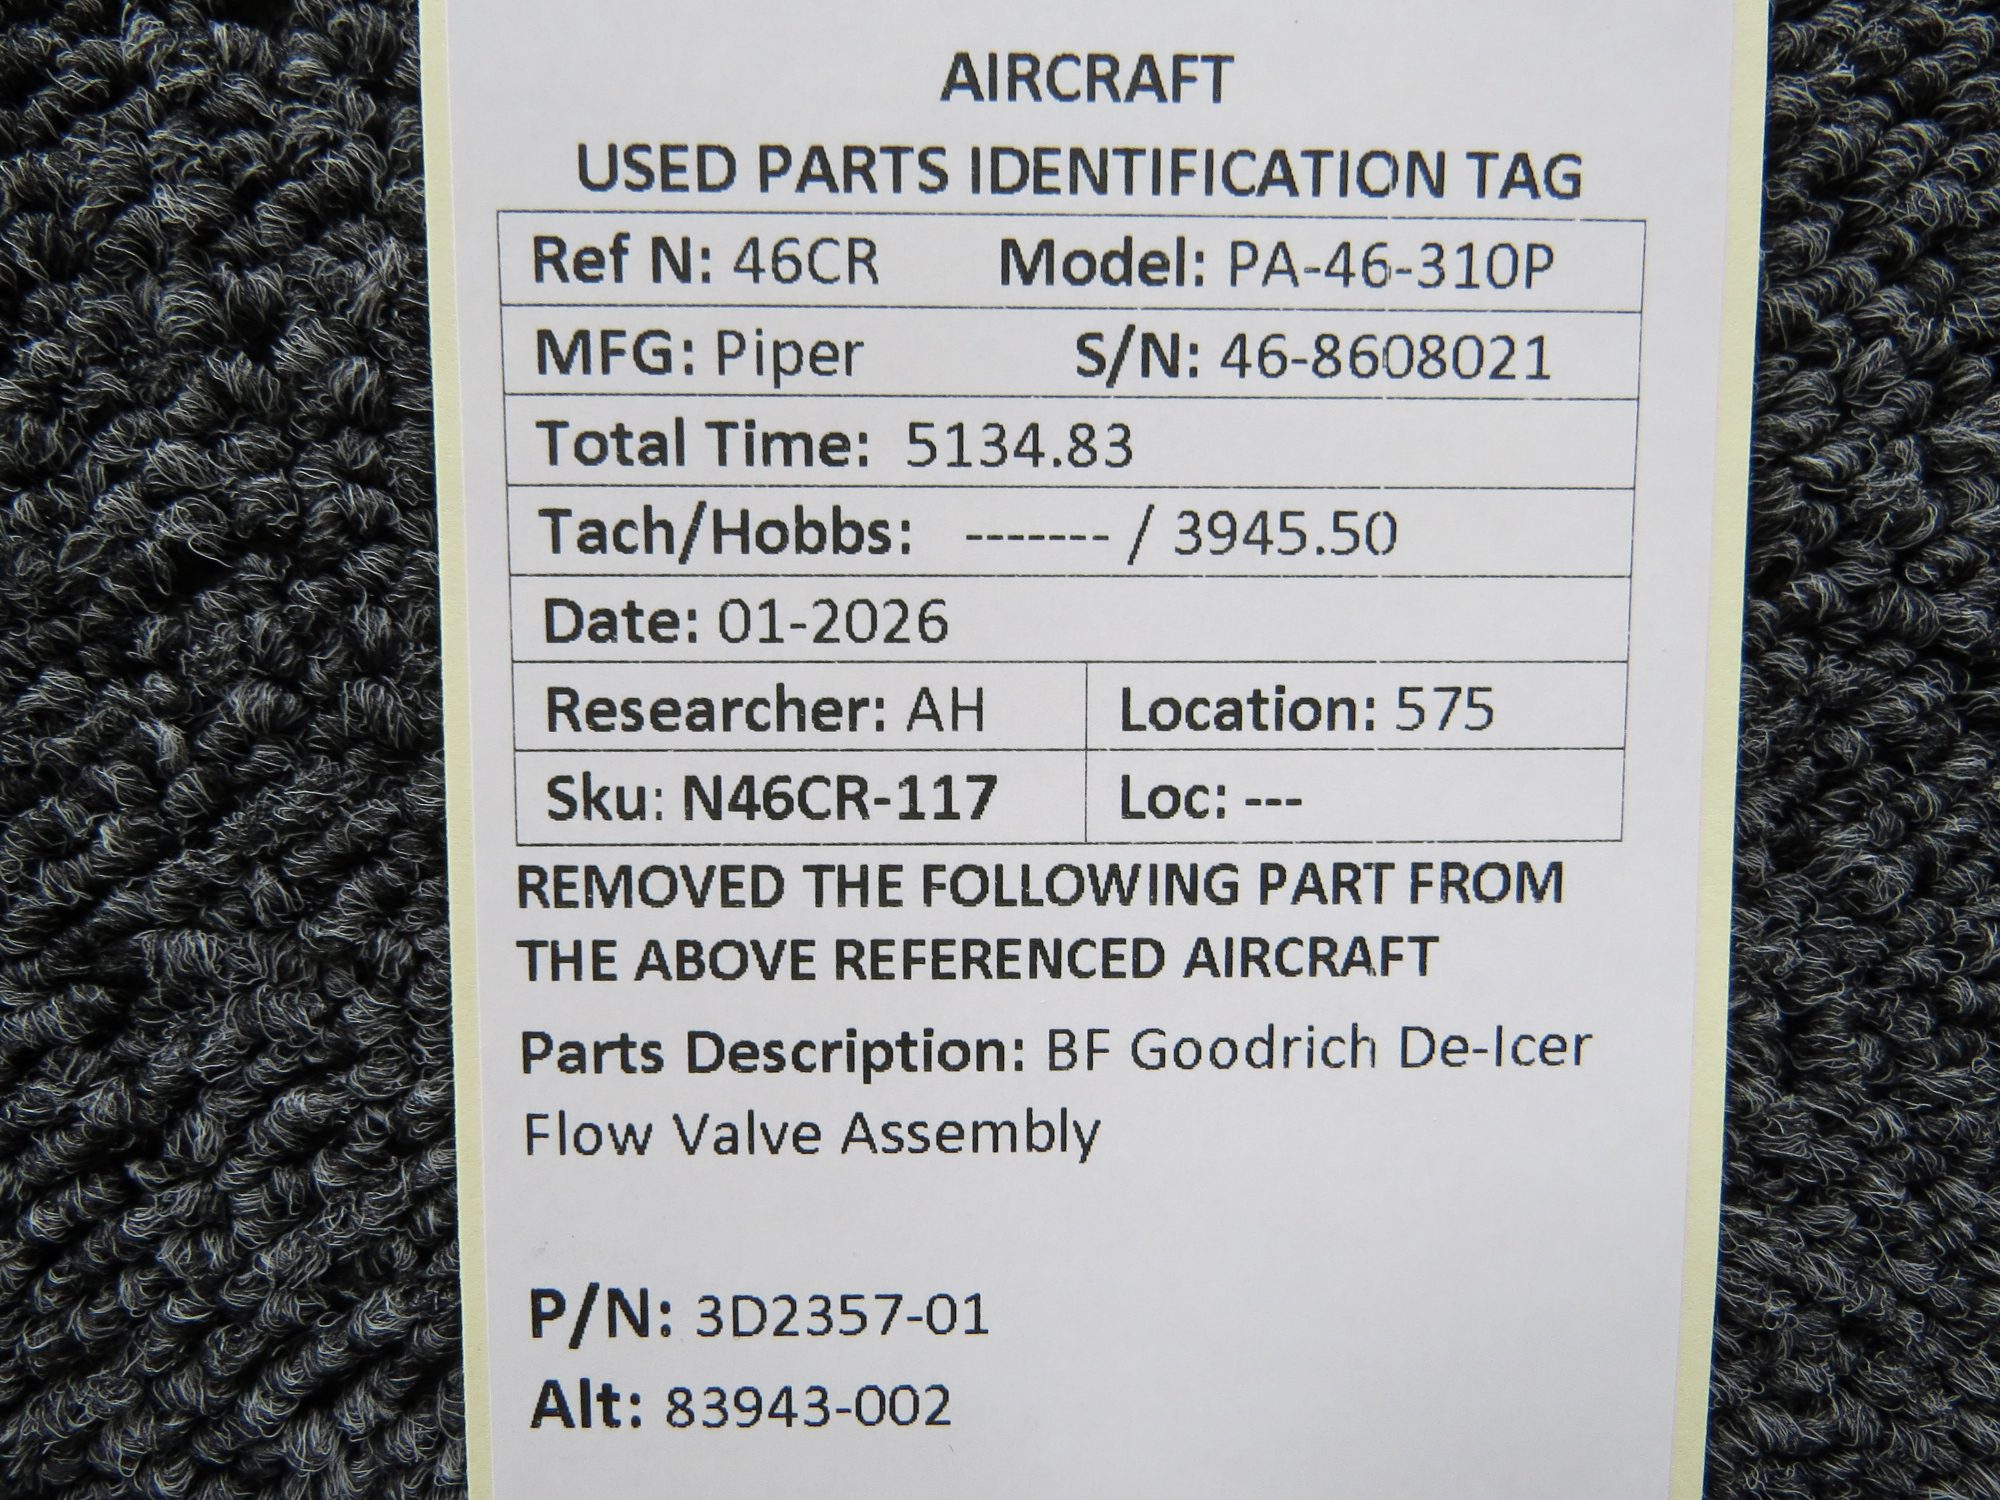 AIRCRAFT
USED PARTS IDENTIFICATION TAG
Ref N: 46CR Model: PA-46-310P
MFG: Piper S/N: 46-8608021
Total Time: 5134.83
Tach/Hobbs: ------- / 3945.50
Date: 01-2026
Researcher: AH Location: 575
Sku: N46CR-117 Loc: ---
REMOVED THE FOLLOWING PART FROM
THE ABOVE REFERENCED AIRCRAFT
Parts Description: BF Goodrich De-Icer
Flow Valve Assembly
P/N: 3D2357-01
Alt: 83943-002